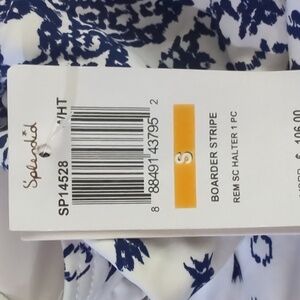 Splendid
SP14528 WHT
8 88491 43795 2
S
BOARDER STRIPE
REM SC HALTER 1 PC
106.00